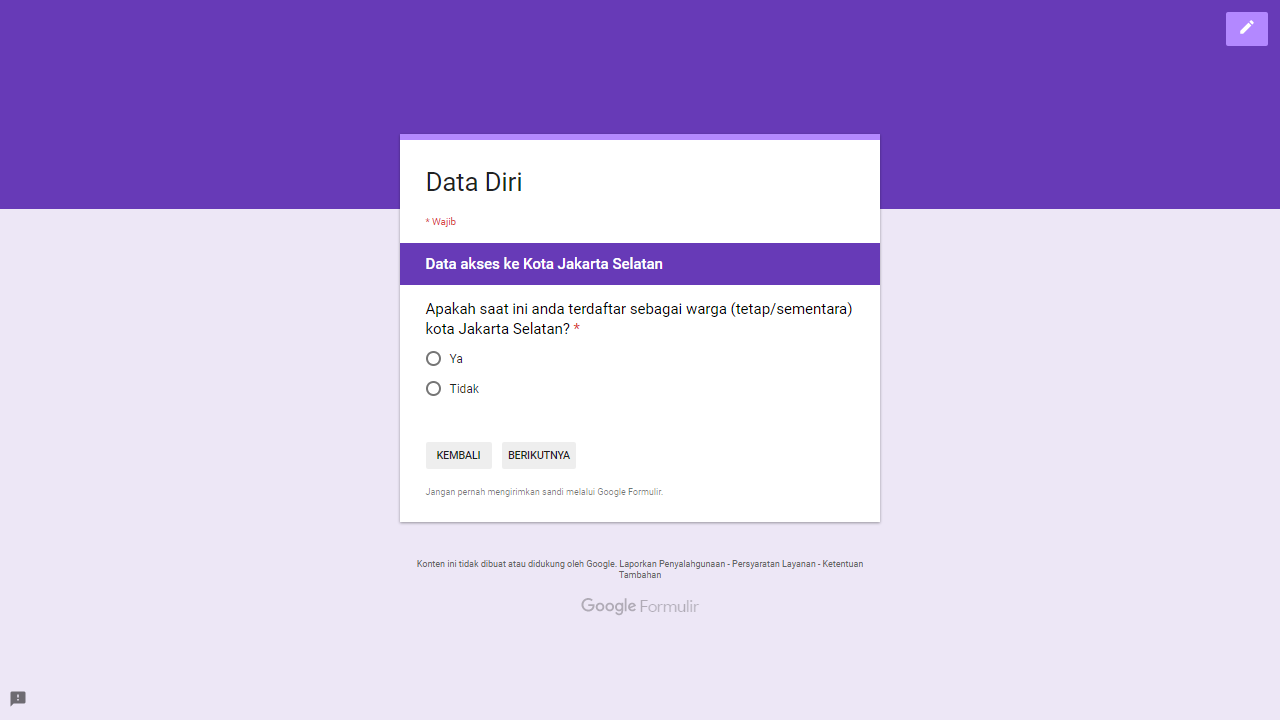 Data Diri
* Wajib
Data akses ke Kota Jakarta Selatan
Apakah saat ini anda terdaftar sebagai warga (tetap/sementara)
kota Jakarta Selatan? *
Ya
Tidak
KEMBALI BERIKUTNYA
Jangan pernah mengirimkan sandi melalui Google Formulir.
Konten ini tidak dibuat atau didukung oleh Google. Laporkan Penyalahgunaan - Persyaratan Layanan - Ketentuan
Tambahan
Google Formulir